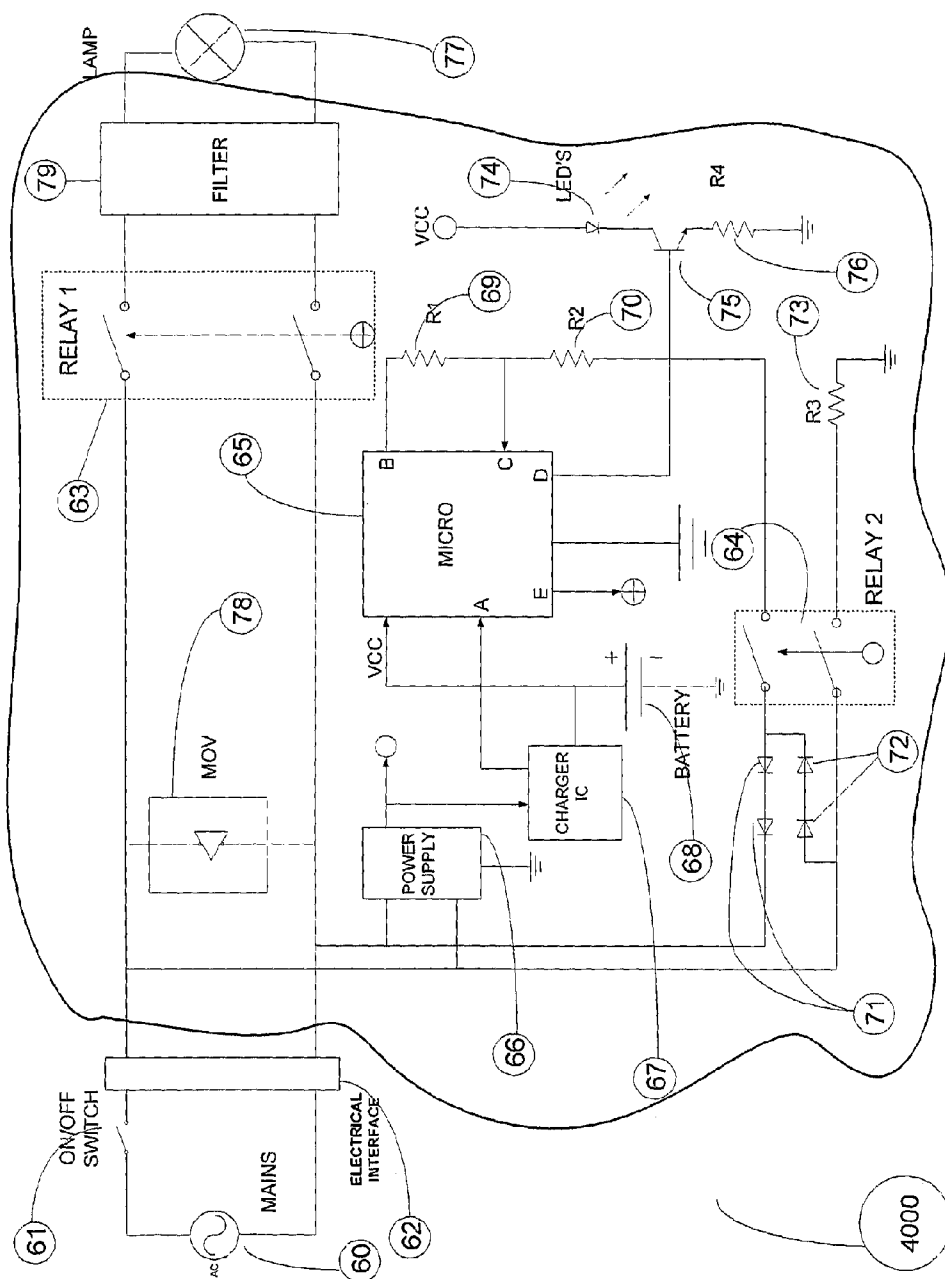 LAMP
77
79
FILTER
RELAY 1
63
65
78
MOV
ON/OFF
SWITCH
61
MAINS
AC
60
ELECTRICAL
INTERFACE
62
LED'S
74
VCC
R4
76
75
R1
69
R2
70
73
R3
B
C
D
MICRO
A
E
VCC
64
RELAY 2
POWER
SUPPLY
66
CHARGER
IC
67
+
−
BATTERY
68
72
71
4000